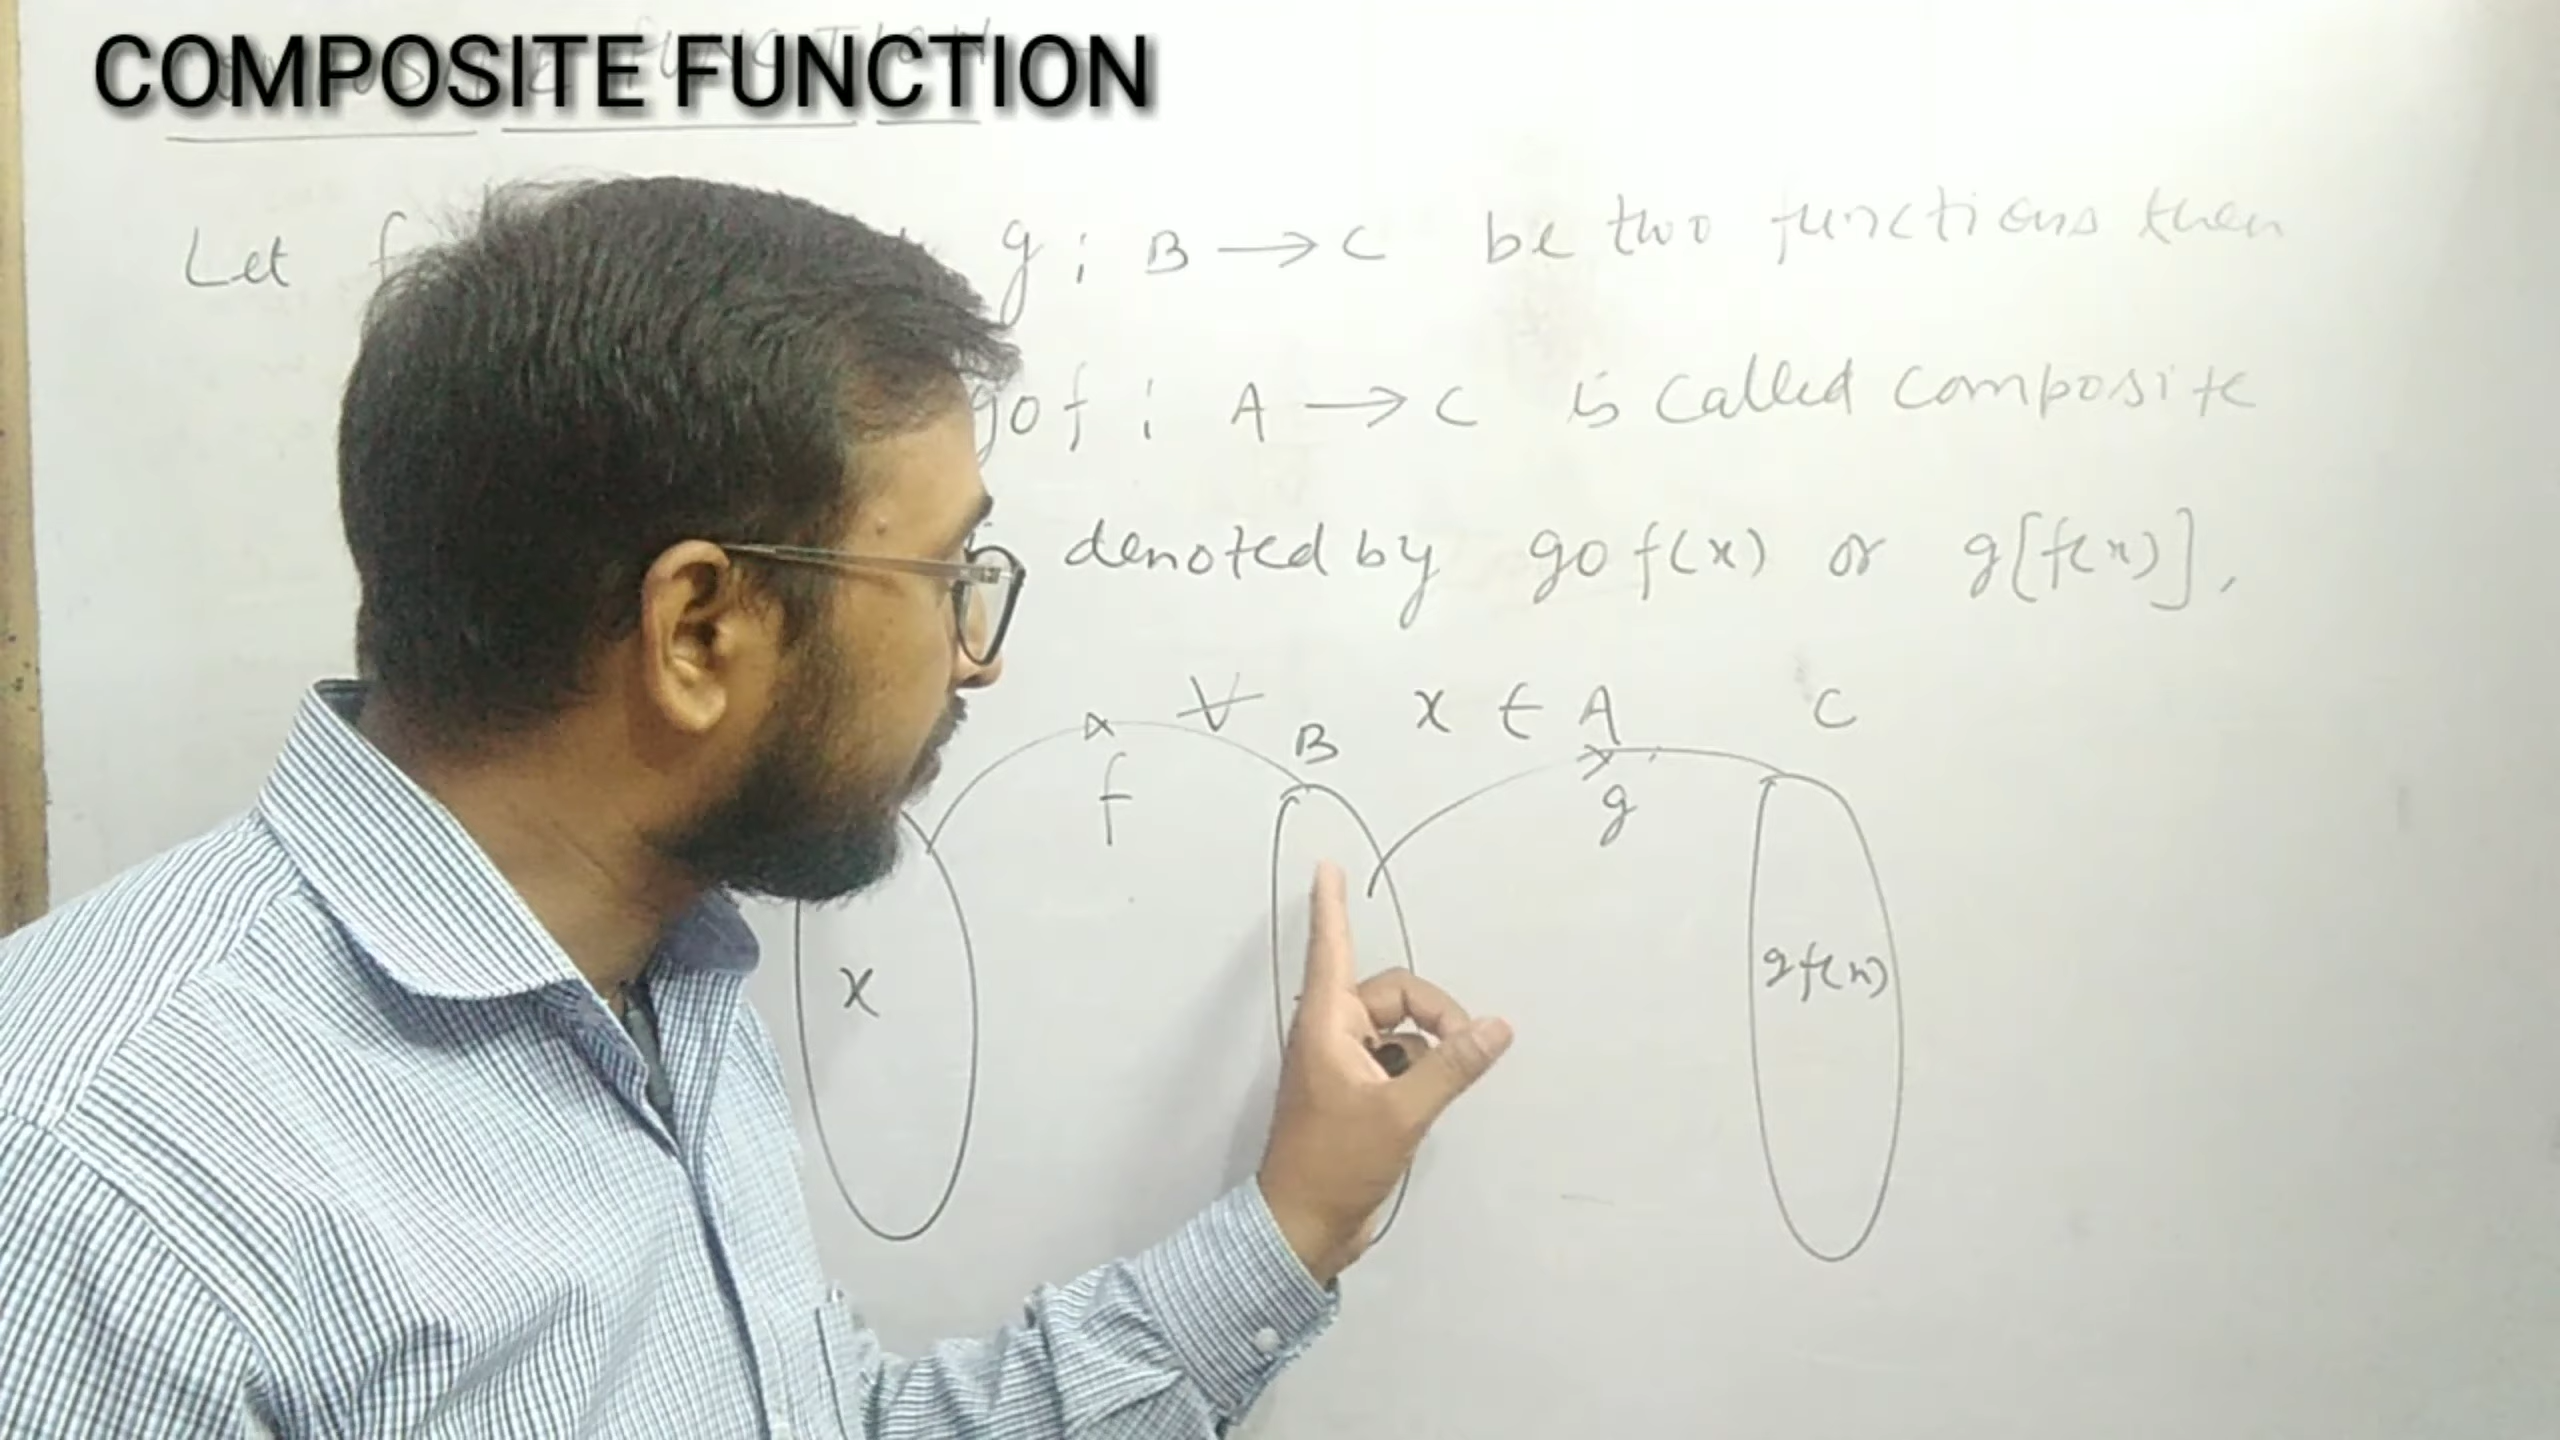 COMPOSITE FUNCTION
Let f g : B → C be two functions then
gof : A → C is called composite
denoted by gof(x) or g[f(x)],
∀ x ∈ A
B C
f g
x gf(x)